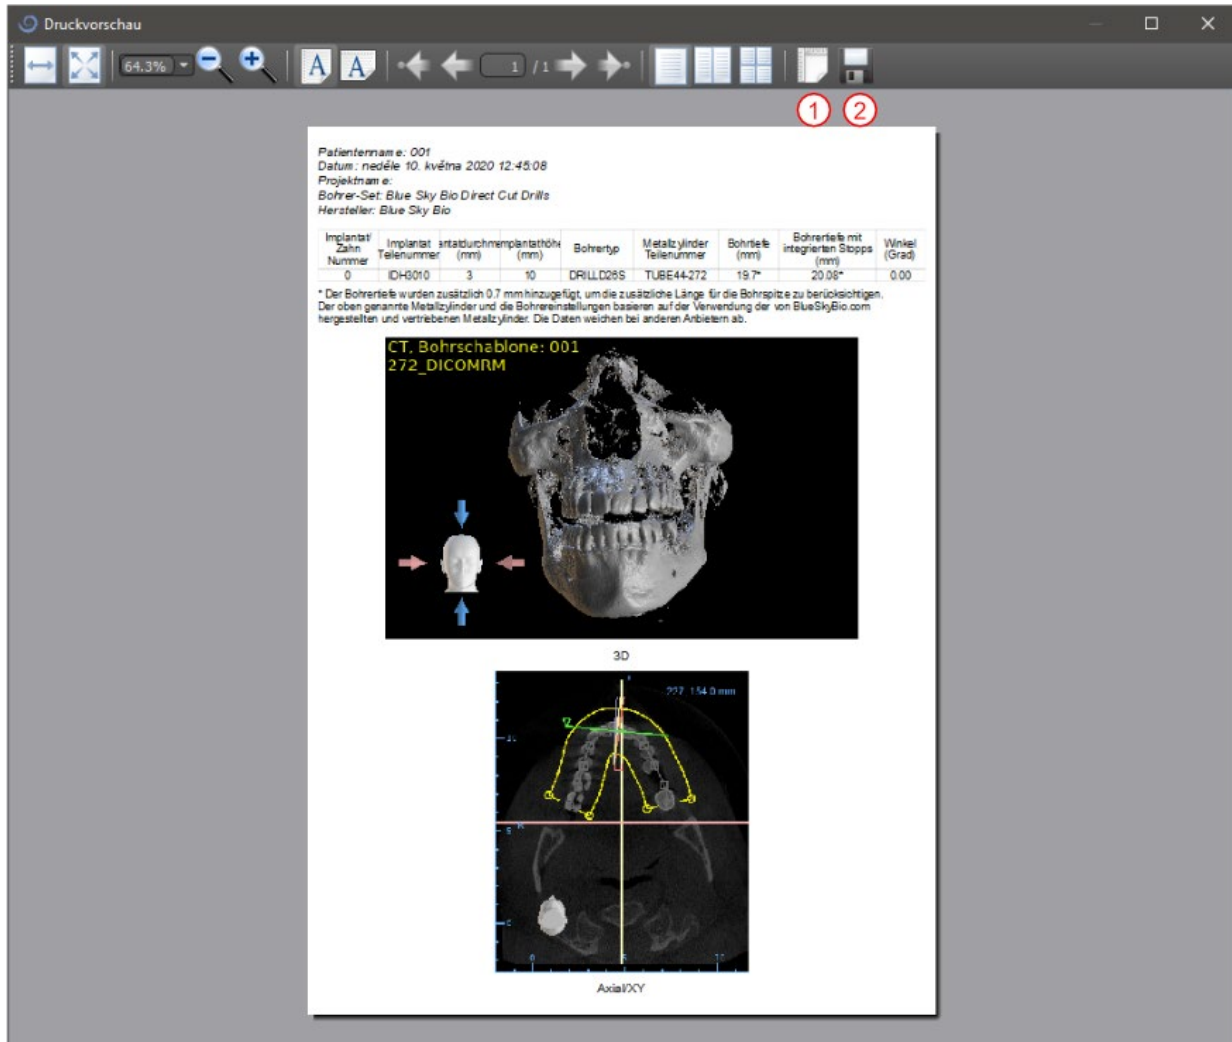 Druckvorschau
64.3%
A A
1 / 1
1 2
Patientenname: 001
Datum: neděle 10. května 2020 12:45:08
Projektname:
Bohrer-Set: Blue Sky Bio Direct Cut Drills
Hersteller: Blue Sky Bio
Implantat/ Zahn Nummer Implantat Teilenummer antatdurchme (mm) mplantathöhe (mm) Bohrertyp Metallzylinder Teilenummer Bohrtiefe (mm) Bohrertiefe mit integrierten Stopps (mm) Winkel (Grad)
0 IDH3010 3 10 DRILLD26S TUBE44-272 19.7* 20.08* 0.00
* Der Bohrertiefe wurden zusätzlich 0.7 mm hinzugefügt, um die zusätzliche Länge für die Bohrspitze zu berücksichtigen.
Der oben genannte Metallzylinder und die Bohrereinstellungen basieren auf der Verwendung der von BlueSkyBio.com
hergestellten und vertriebenen Metallzylinder. Die Daten weichen bei anderen Anbietern ab.
CT, Bohrschablone: 001
272_DICOMRM
3D
Axial/XY